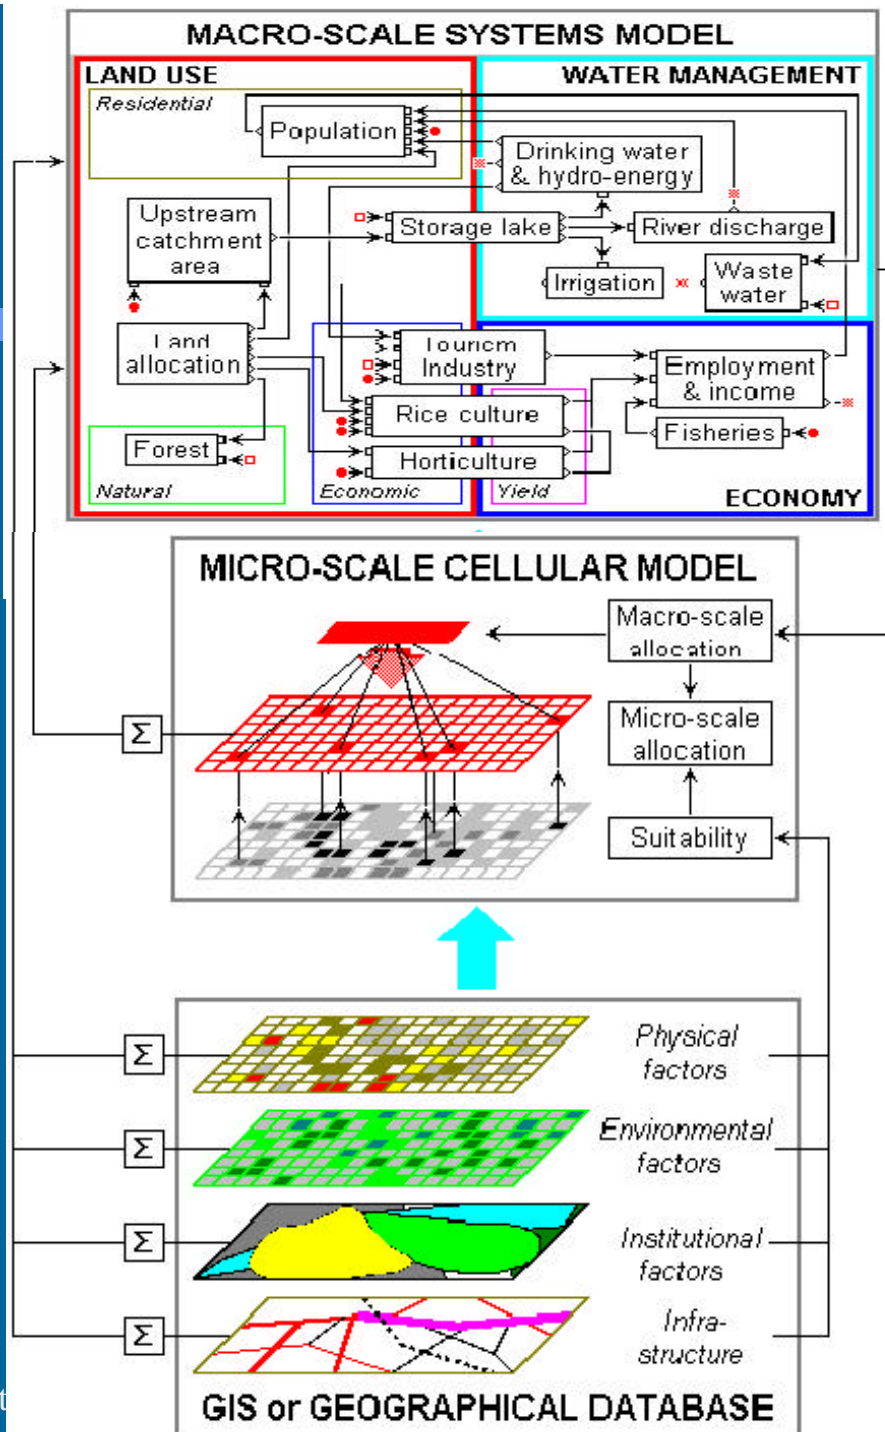 MACRO-SCALE SYSTEMS MODEL
LAND USE
WATER MANAGEMENT
Residential
Population
Drinking water
& hydro-energy
Upstream
catchment
area
Storage lake
River discharge
Irrigation
Waste
water
Land
allocation
Tourism
Industry
Employment
& income
Rice culture
Fisheries
Forest
Horticulture
Natural
Economic
Yield
ECONOMY
MICRO-SCALE CELLULAR MODEL
Macro-scale
allocation
Σ
Micro-scale
allocation
Suitability
Σ
Physical
factors
Σ
Environmental
factors
Σ
Institutional
factors
Σ
Infra-
structure
GIS or GEOGRAPHICAL DATABASE
t